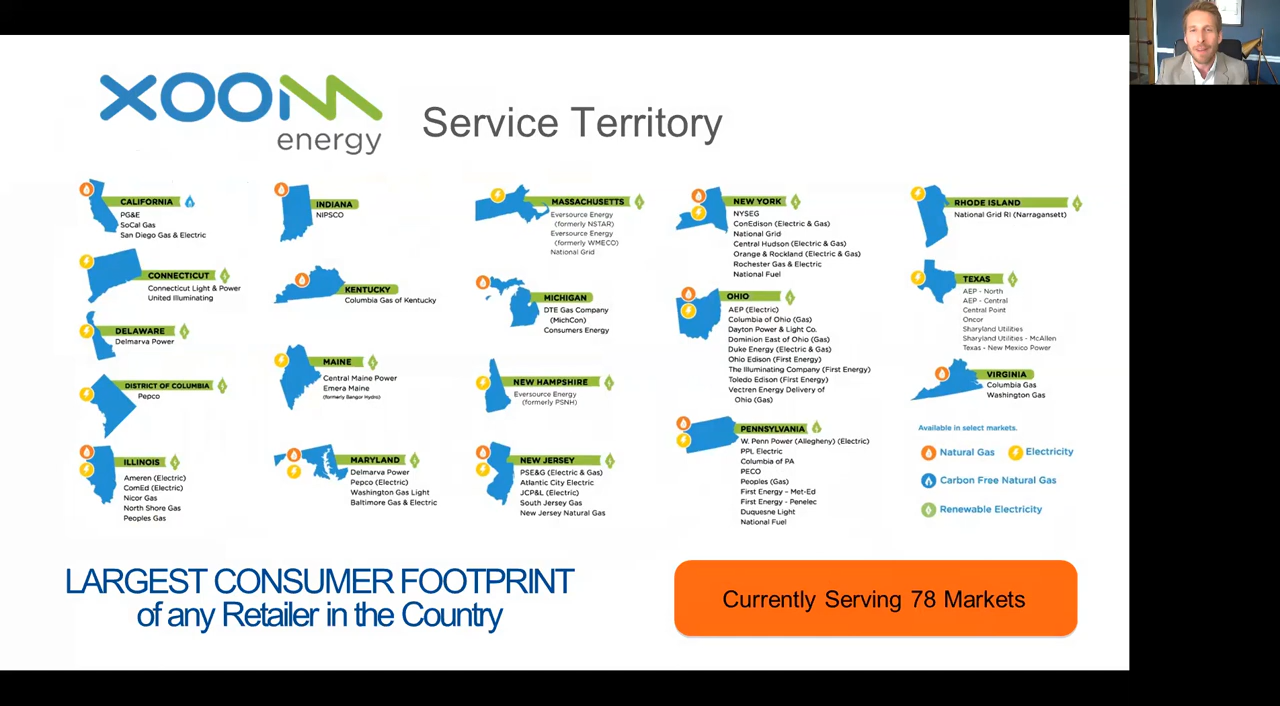 XOOM
energy
Service Territory
CALIFORNIA
PG&E
SoCal Gas
San Diego Gas & Electric
CONNECTICUT
Connecticut Light & Power
United Illuminating
DELAWARE
Delmarva Power
DISTRICT OF COLUMBIA
Pepco
ILLINOIS
Ameren (Electric)
ComEd (Electric)
Nicor Gas
North Shore Gas
Peoples Gas
INDIANA
NIPSCO
KENTUCKY
Columbia Gas of Kentucky
MAINE
Central Maine Power
Emera Maine
(formerly Bangor Hydro)
MARYLAND
Delmarva Power
Pepco (Electric)
Washington Gas Light
Baltimore Gas & Electric
MASSACHUSETTS
Eversource Energy
(formerly NSTAR)
Eversource Energy
(formerly WMECO)
National Grid
MICHIGAN
DTE Gas Company
(MichCon)
Consumers Energy
NEW HAMPSHIRE
Eversource Energy
(formerly PSNH)
NEW JERSEY
PSE&G (Electric & Gas)
Atlantic City Electric
JCP&L (Electric)
South Jersey Gas
New Jersey Natural Gas
NEW YORK
NYSEG
ConEdison (Electric & Gas)
National Grid
Central Hudson (Electric & Gas)
Orange & Rockland (Electric & Gas)
Rochester Gas & Electric
National Fuel
OHIO
AEP (Electric)
Columbia of Ohio (Gas)
Dayton Power & Light Co.
Dominion East of Ohio (Gas)
Duke Energy (Electric & Gas)
Ohio Edison (First Energy)
The Illuminating Company (First Energy)
Toledo Edison (First Energy)
Vectren Energy Delivery of
Ohio (Gas)
PENNSYLVANIA
W. Penn Power (Allegheny) (Electric)
PPL Electric
Columbia of PA
PECO
Peoples (Gas)
First Energy – Met-Ed
First Energy - Penelec
Duquesne Light
National Fuel
RHODE ISLAND
National Grid RI (Narragansett)
TEXAS
AEP - North
AEP - Central
Central Point
Oncor
Sharyland Utilities
Sharyland Utilities - McAllen
Texas - New Mexico Power
VIRGINIA
Columbia Gas
Washington Gas
Available in select markets.
Natural Gas
Electricity
Carbon Free Natural Gas
Renewable Electricity
LARGEST CONSUMER FOOTPRINT
of any Retailer in the Country
Currently Serving 78 Markets